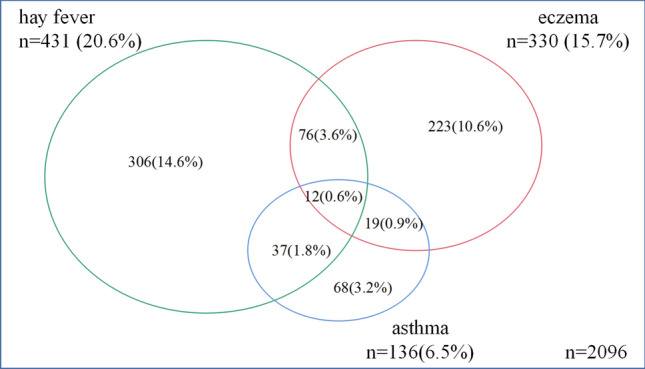 hay fever
n=431 (20.6%)
eczema
n=330 (15.7%)
76(3.6%)
223(10.6%)
306(14.6%)
12(0.6%)
19(0.9%)
37(1.8%)
68(3.2%)
asthma
n=136(6.5%)
n=2096